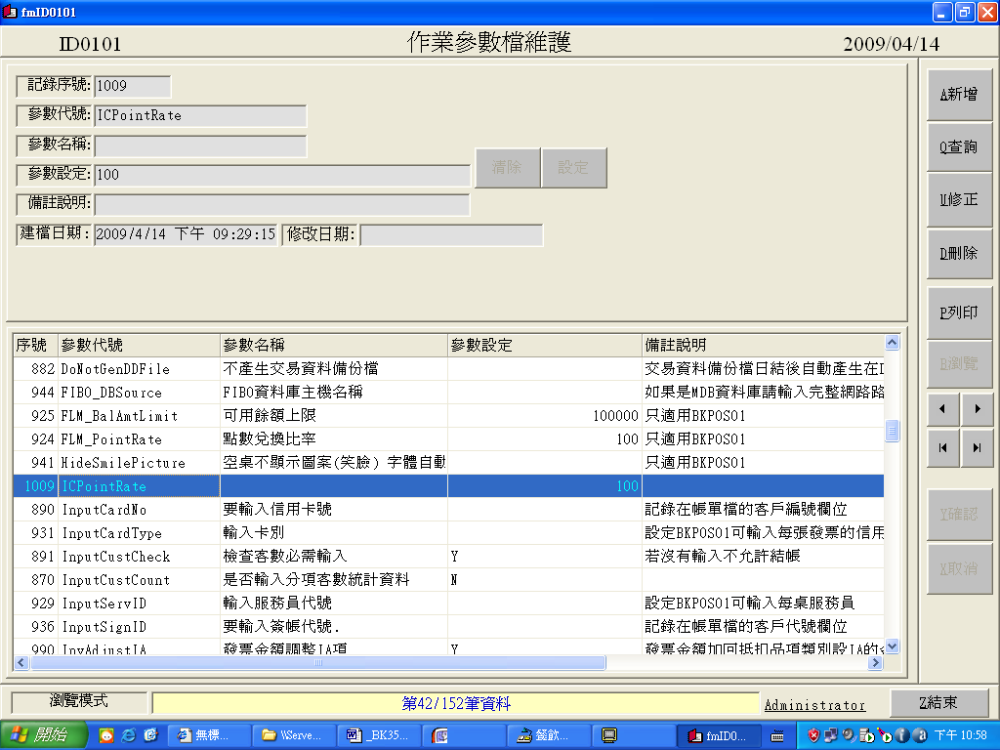 fmID0101
ID0101 作業參數檔維護 2009/04/14
記錄序號: 1009
參數代號: ICPointRate
參數名稱:
參數設定: 100 清除 設定
備註說明:
建檔日期: 2009/4/14 下午 09:29:15 修改日期:
A新增
Q查詢
U修正
D刪除
P列印
B瀏覽
Y確認
X取消
序號 參數代號 參數名稱 參數設定 備註說明
882 DoNotGenDDFile 不產生交易資料備份檔 交易資料備份檔日結後自動產生在D
944 FIBO_DBSource FIBO資料庫主機名稱 如果是MDB資料庫請輸入完整網路路
925 FLM_BalAmtLimit 可用餘額上限 100000 只適用BKPOS01
924 FLM_PointRate 點數兌換比率 100 只適用BKPOS01
941 HideSmilePicture 空桌不顯示圖案(笑臉)字體自動 只適用BKPOS01
1009 ICPointRate 100
890 InputCardNo 要輸入信用卡號 記錄在帳單檔的客戶編號欄位
931 InputCardType 輸入卡別 設定BKPOS01可輸入每張發票的信用
891 InputCustCheck 檢查客數必需輸入 Y 若沒有輸入不允許結帳
870 InputCustCount 是否輸入分項客數統計資料 N
929 InputServID 輸入服務員代號 設定BKPOS01可輸入每桌服務員
936 InputSignID 要輸入簽帳代號. 記錄在帳單檔的客戶代號欄位
990 InvAdjustIA 發票金額調整IA項 Y 發票金額加回抵扣品項類別設IA的金
瀏覽模式 第42/152筆資料 Administrator Z結束
開始 無標... \\Serve... _BK35... 餐飲... fmID0... 下午 10:58